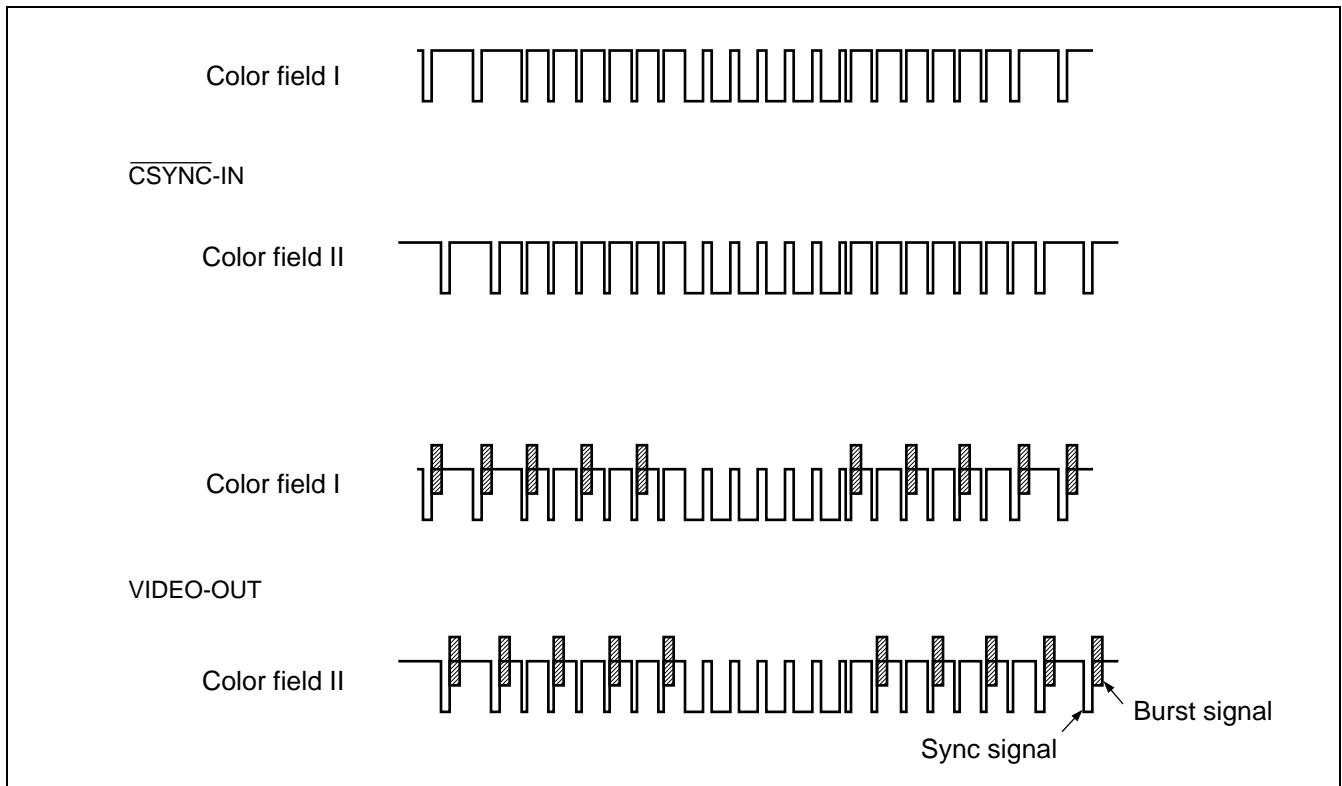 Color field I
CSYNC-IN
Color field II
Color field I
VIDEO-OUT
Color field II
Burst signal
Sync signal